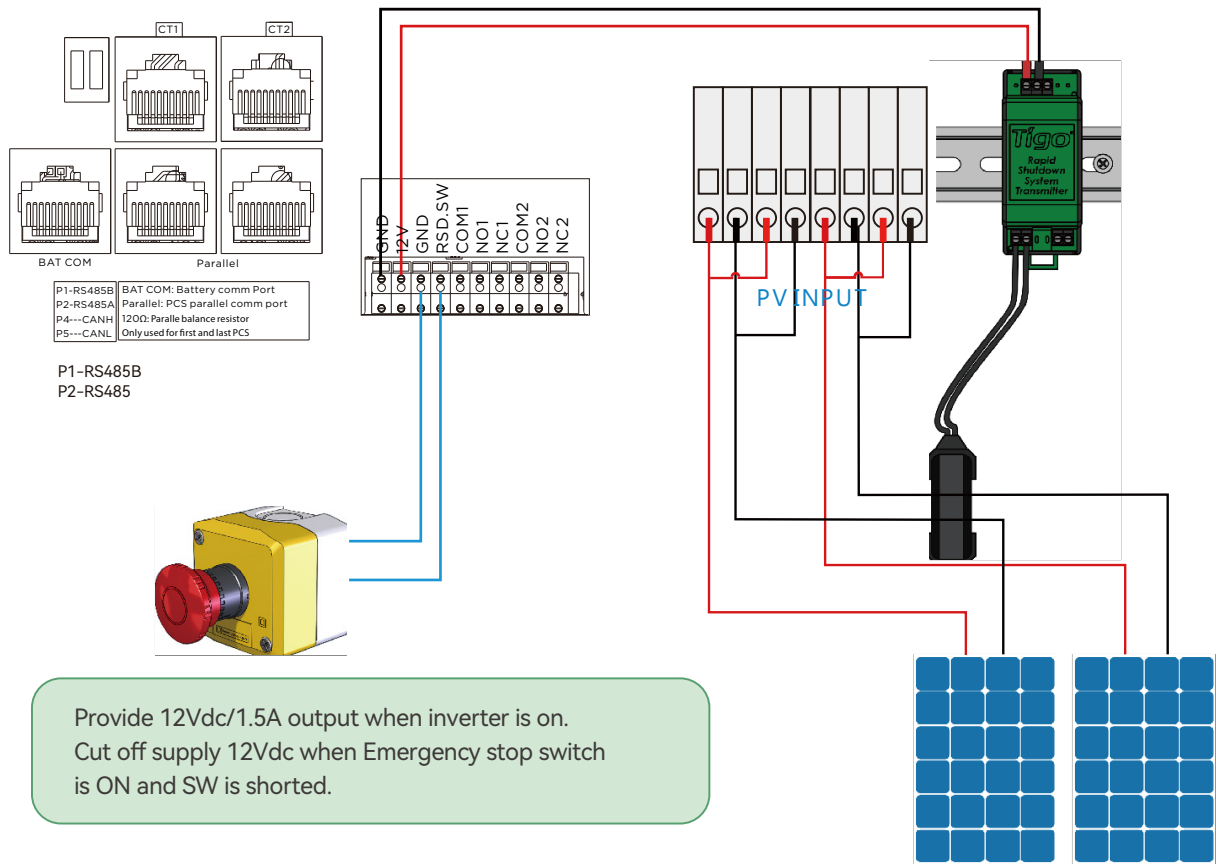 CT1
CT2
BAT COM
Parallel
P1-RS485B
P2-RS485A
P4---CANH
P5---CANL
BAT COM: Battery comm Port
Parallel: PCS parallel comm port
120Ω: Paralle balance resistor
Only used for first and last PCS
P1-RS485B
P2-RS485
GND
12V
GND
RSD.SW
COM1
NO1
NC1
COM2
NO2
NC2
PV INPUT
Tigo
Rapid
Shutdown
System
Transmitter
Provide 12Vdc/1.5A output when inverter is on.
Cut off supply 12Vdc when Emergency stop switch
is ON and SW is shorted.